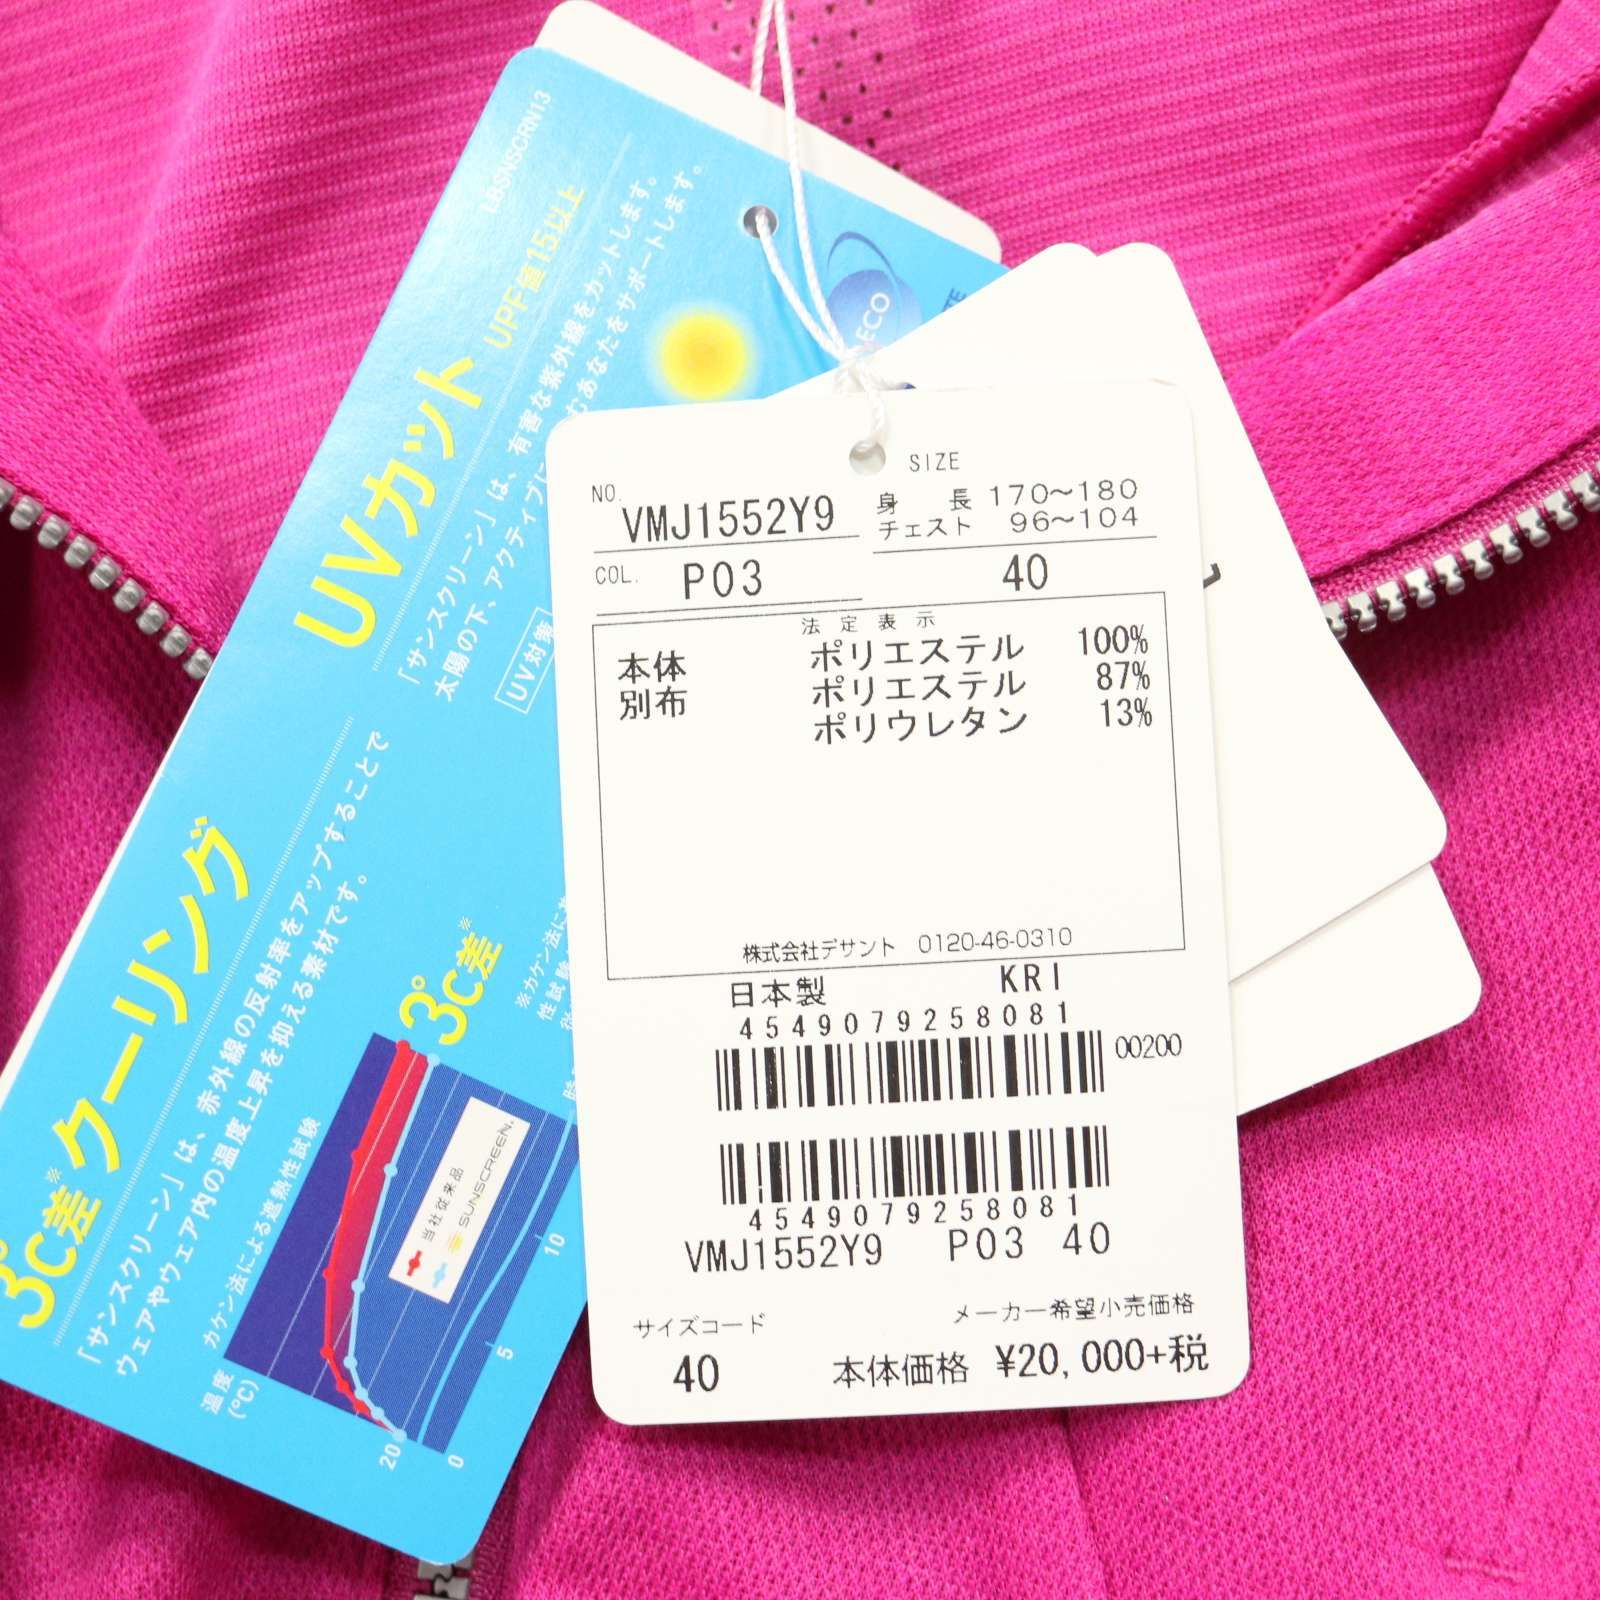 LBSNSCRN13
UVカット UPF値15以上
「サンスクリーン」は、有害な紫外線をカットします。
太陽の下、アクティブに
むあなたをサポートします。
UV対策
ECO
3℃差※クーリング
「サンスクリーン」は、赤外線の反射率をアップすることで
ウェアやウェア内の温度上昇を抑える素材です。
カケン法による遮熱性試験
3℃差※
※カケン法に
性試験
温度
(℃)
当社従来品
SUNSCREEN
20
0
5
10
SIZE
NO. VMJ1552Y9
身長 170～180
チェスト 96～104
COL. P03
40
法定表示
本体 ポリエステル 100%
別布 ポリエステル 87%
ポリウレタン 13%
株式会社デサント 0120-46-0310
日本製 KRI
4549079258081
00200
4549079258081
VMJ1552Y9 P03 40
サイズコード
メーカー希望小売価格
40
本体価格 ¥20,000+税